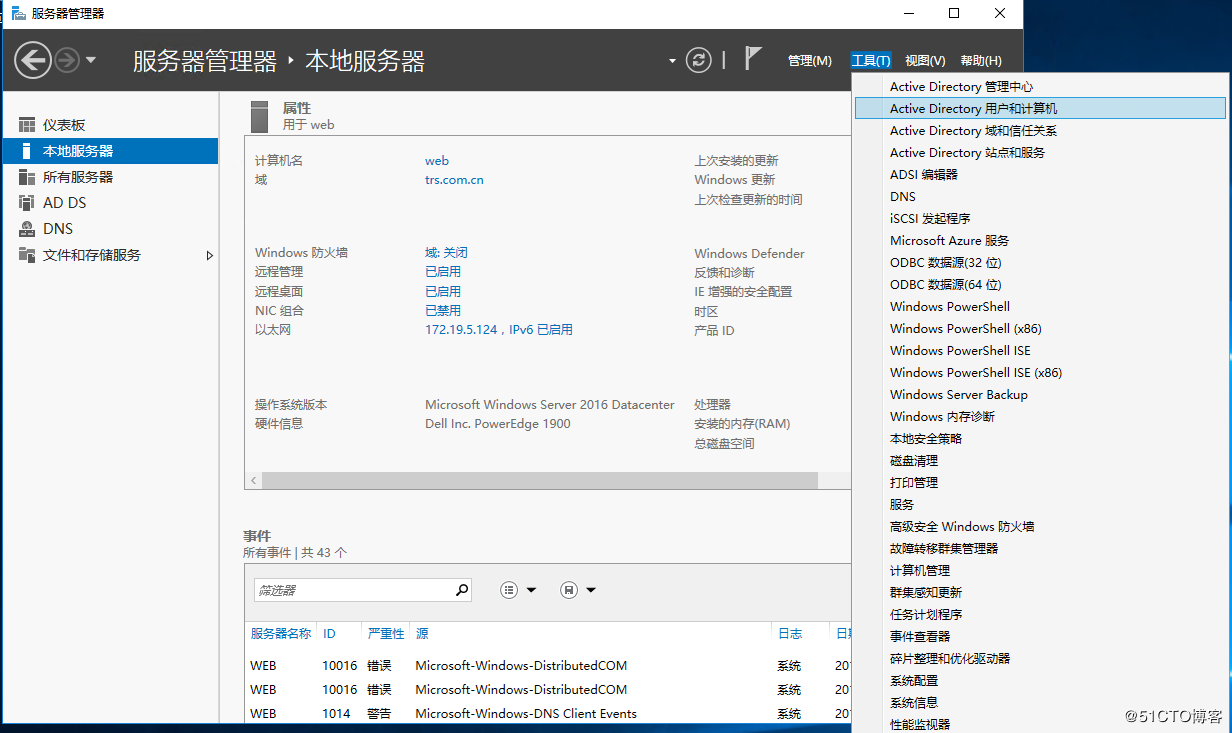 服务器管理器
服务器管理器 ‣ 本地服务器
管理(M) 工具(T) 视图(V) 帮助(H)
仪表板
本地服务器
所有服务器
AD DS
DNS
文件和存储服务
属性
用于 web
计算机名 web 上次安装的更新
域 trs.com.cn Windows 更新
上次检查更新的时间
Windows 防火墙 域: 关闭 Windows Defender
远程管理 已启用 反馈和诊断
远程桌面 已启用 IE 增强的安全配置
NIC 组合 已禁用 时区
以太网 172.19.5.124，IPv6 已启用 产品 ID
操作系统版本 Microsoft Windows Server 2016 Datacenter 处理器
硬件信息 Dell Inc. PowerEdge 1900 安装的内存(RAM)
总磁盘空间
事件
所有事件 | 共 43 个
筛选器
服务器名称 ID 严重性 源 日志
WEB 10016 错误 Microsoft-Windows-DistributedCOM 系统 20
WEB 10016 错误 Microsoft-Windows-DistributedCOM 系统 20
WEB 1014 警告 Microsoft-Windows-DNS Client Events 系统 20
Active Directory 管理中心
Active Directory 用户和计算机
Active Directory 域和信任关系
Active Directory 站点和服务
ADSI 编辑器
DNS
iSCSI 发起程序
Microsoft Azure 服务
ODBC 数据源(32 位)
ODBC 数据源(64 位)
Windows PowerShell
Windows PowerShell (x86)
Windows PowerShell ISE
Windows PowerShell ISE (x86)
Windows Server Backup
Windows 内存诊断
本地安全策略
磁盘清理
打印管理
服务
高级安全 Windows 防火墙
故障转移群集管理器
计算机管理
群集感知更新
任务计划程序
事件查看器
碎片整理和优化驱动器
系统配置
系统信息
性能监视器
@51CTO博客